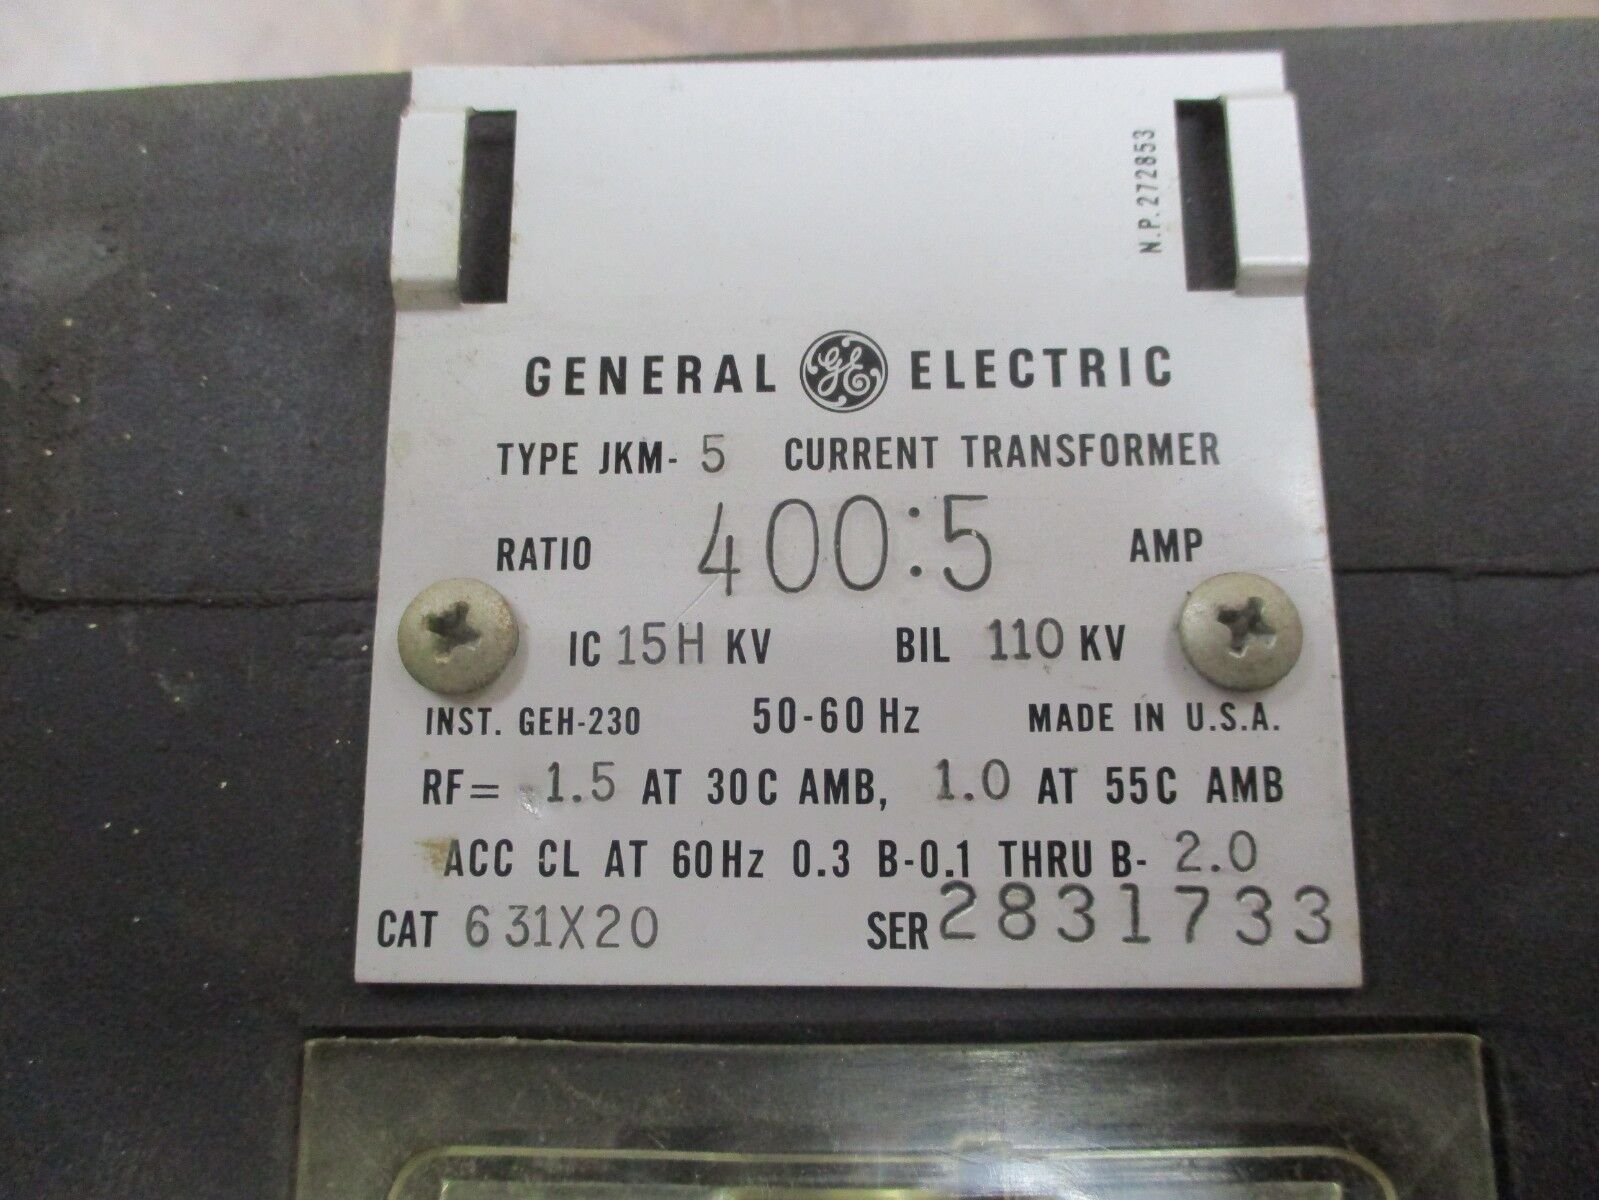 N.P. 272853
GENERAL GE ELECTRIC
TYPE JKM- 5 CURRENT TRANSFORMER
RATIO 400:5 AMP
IC 15H KV BIL 110 KV
INST. GEH-230 50-60 Hz MADE IN U.S.A.
RF= 1.5 AT 30C AMB, 1.0 AT 55C AMB
ACC CL AT 60Hz 0.3 B-0.1 THRU B- 2.0
CAT 631X20 SER 2831733